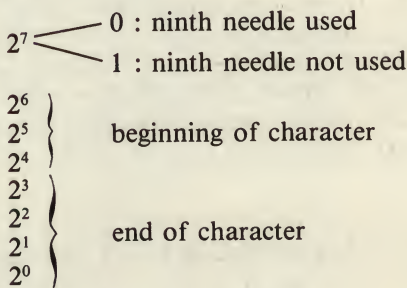 2⁷ 0 : ninth needle used
1 : ninth needle not used
2⁶
2⁵ beginning of character
2⁴
2³
2²
2¹ end of character
2⁰